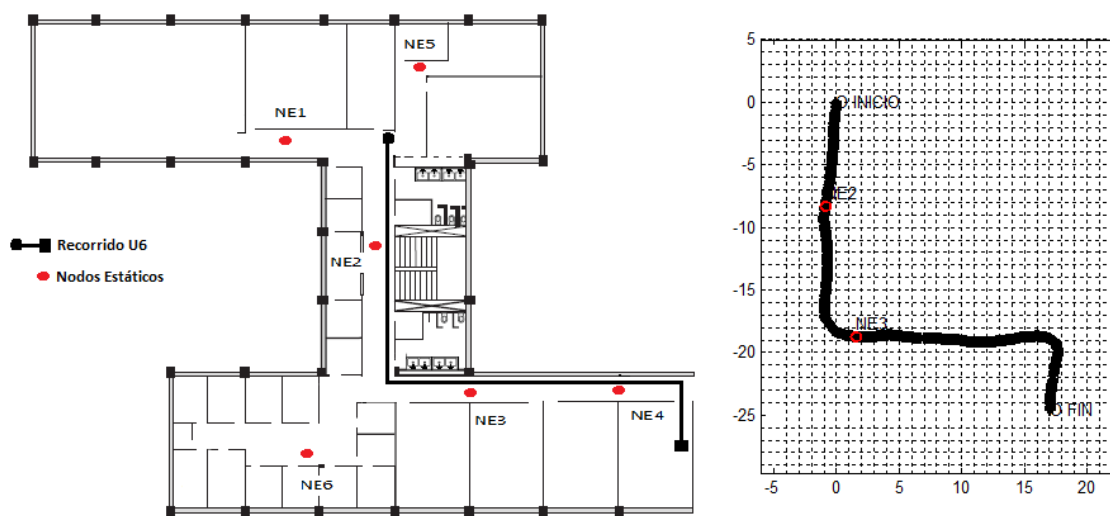 NE5
NE1
NE2
Recorrido U6
Nodos Estáticos
NE3
NE4
NE6
5
0
-5
-10
-15
-20
-25
-5
0
5
10
15
20
O INICIO
NE2
NE3
O FIN